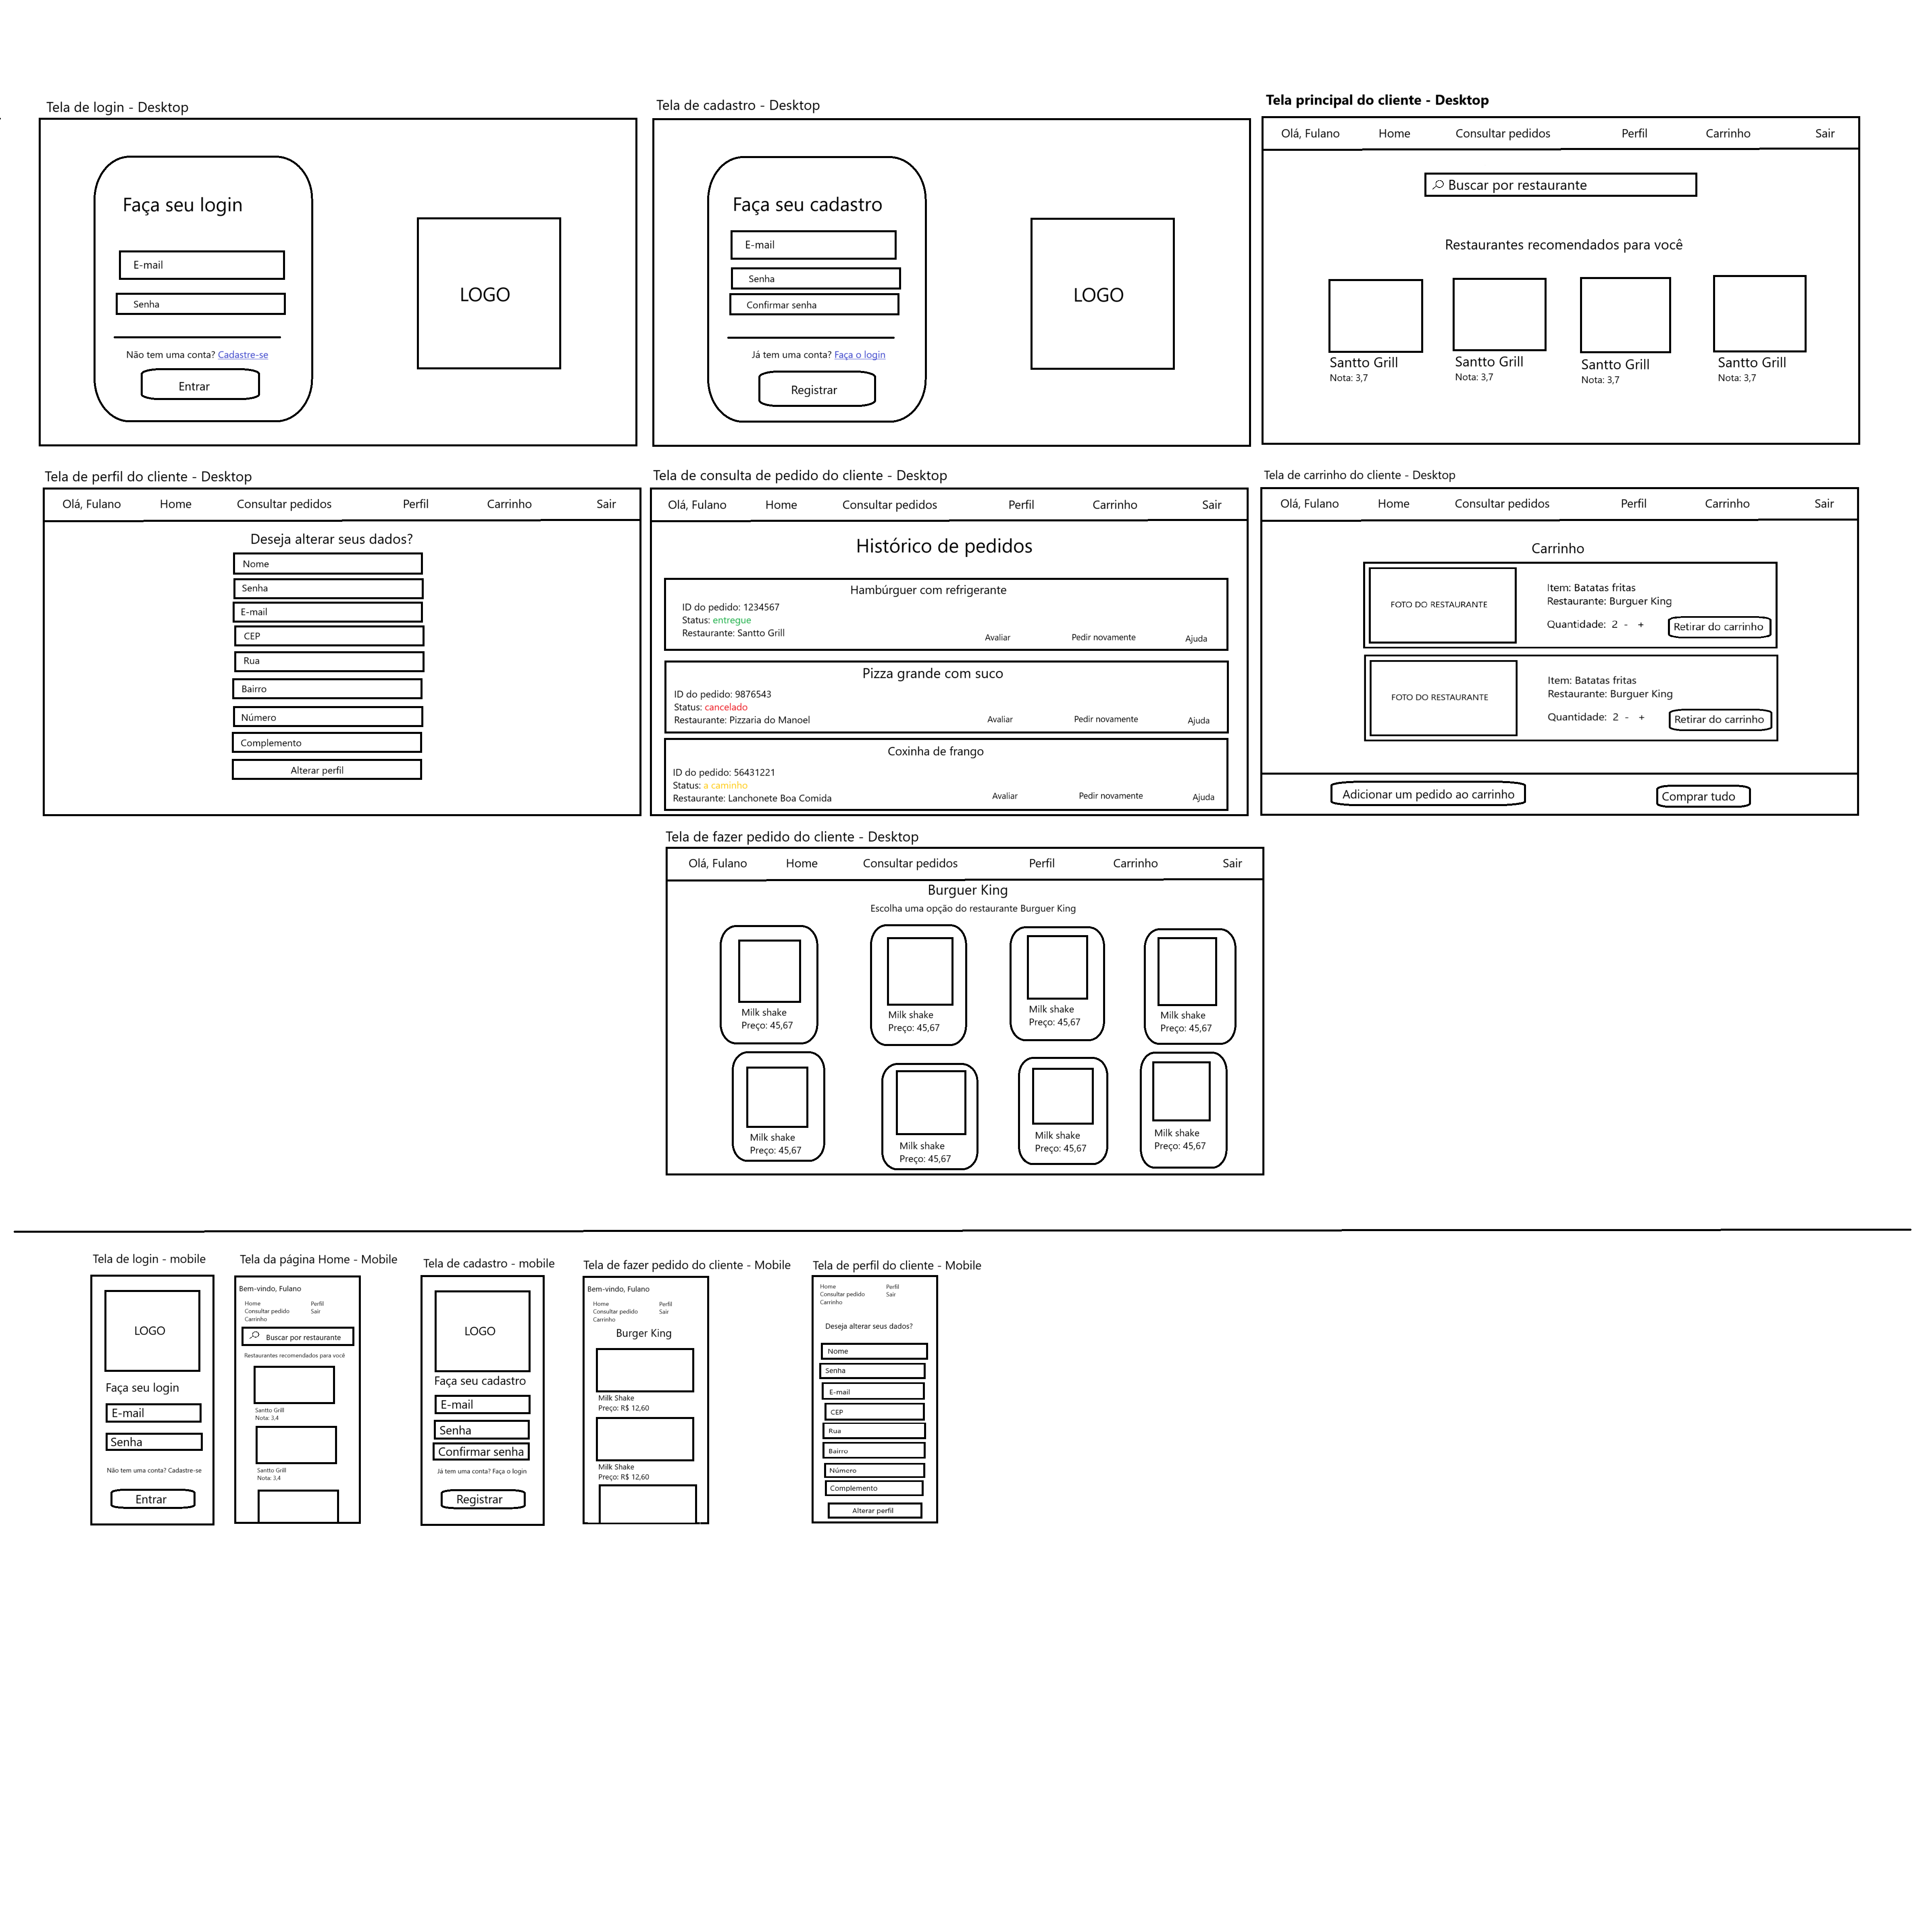 Tela de login - Desktop
Faça seu login
E-mail
Senha
Não tem uma conta? Cadastre-se
Entrar
LOGO
Tela de cadastro - Desktop
Faça seu cadastro
E-mail
Senha
Confirmar senha
Já tem uma conta? Faça o login
Registrar
LOGO
Tela principal do cliente - Desktop
Olá, Fulano Home Consultar pedidos Perfil Carrinho Sair
Buscar por restaurante
Restaurantes recomendados para você
Santto Grill
Nota: 3,7
Santto Grill
Nota: 3,7
Santto Grill
Nota: 3,7
Santto Grill
Nota: 3,7
Tela de perfil do cliente - Desktop
Olá, Fulano Home Consultar pedidos Perfil Carrinho Sair
Deseja alterar seus dados?
Nome
Senha
E-mail
CEP
Rua
Bairro
Número
Complemento
Alterar perfil
Tela de consulta de pedido do cliente - Desktop
Olá, Fulano Home Consultar pedidos Perfil Carrinho Sair
Histórico de pedidos
Hambúrguer com refrigerante
ID do pedido: 1234567
Status: entregue
Restaurante: Santto Grill
Avaliar Pedir novamente Ajuda
Pizza grande com suco
ID do pedido: 9876543
Status: cancelado
Restaurante: Pizzaria do Manoel
Avaliar Pedir novamente Ajuda
Coxinha de frango
ID do pedido: 56431221
Status: a caminho
Restaurante: Lanchonete Boa Comida
Avaliar Pedir novamente Ajuda
Tela de carrinho do cliente - Desktop
Olá, Fulano Home Consultar pedidos Perfil Carrinho Sair
Carrinho
FOTO DO RESTAURANTE
Item: Batatas fritas
Restaurante: Burguer King
Quantidade: 2 - +
Retirar do carrinho
FOTO DO RESTAURANTE
Item: Batatas fritas
Restaurante: Burguer King
Quantidade: 2 - +
Retirar do carrinho
Adicionar um pedido ao carrinho
Comprar tudo
Tela de fazer pedido do cliente - Desktop
Olá, Fulano Home Consultar pedidos Perfil Carrinho Sair
Burguer King
Escolha uma opção do restaurante Burguer King
Milk shake
Preço: 45,67
Milk shake
Preço: 45,67
Milk shake
Preço: 45,67
Milk shake
Preço: 45,67
Milk shake
Preço: 45,67
Milk shake
Preço: 45,67
Milk shake
Preço: 45,67
Milk shake
Preço: 45,67
Tela de login - mobile
LOGO
Faça seu login
E-mail
Senha
Não tem uma conta? Cadastre-se
Entrar
Tela da página Home - Mobile
Bem-vindo, Fulano
Home Perfil
Consultar pedido Sair
Carrinho
Buscar por restaurante
Restaurantes recomendados para você
Santto Grill
Nota: 3,4
Santto Grill
Nota: 3,4
Tela de cadastro - mobile
LOGO
Faça seu cadastro
E-mail
Senha
Confirmar senha
Já tem uma conta? Faça o login
Registrar
Tela de fazer pedido do cliente - Mobile
Bem-vindo, Fulano
Home Perfil
Consultar pedido Sair
Carrinho
Burger King
Milk Shake
Preço: R$ 12,60
Milk Shake
Preço: R$ 12,60
Tela de perfil do cliente - Mobile
Home Perfil
Consultar pedido Sair
Carrinho
Deseja alterar seus dados?
Nome
Senha
E-mail
CEP
Rua
Bairro
Número
Complemento
Alterar perfil